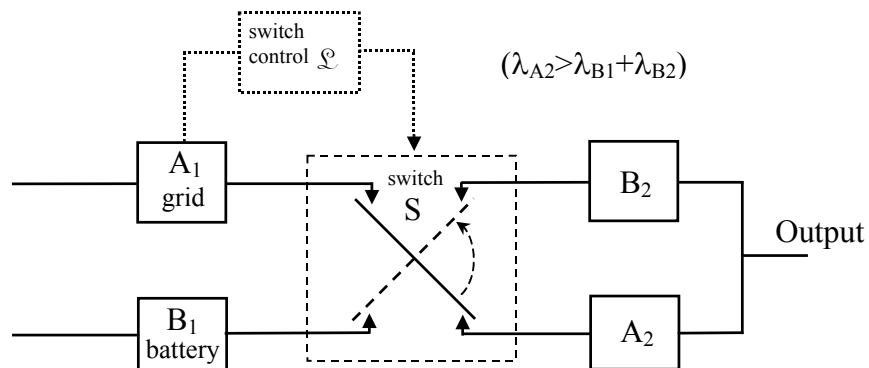 switch
control 𝔏
(λA2>λB1+λB2)
A1
grid
switch
S
B2
Output
B1
battery
A2